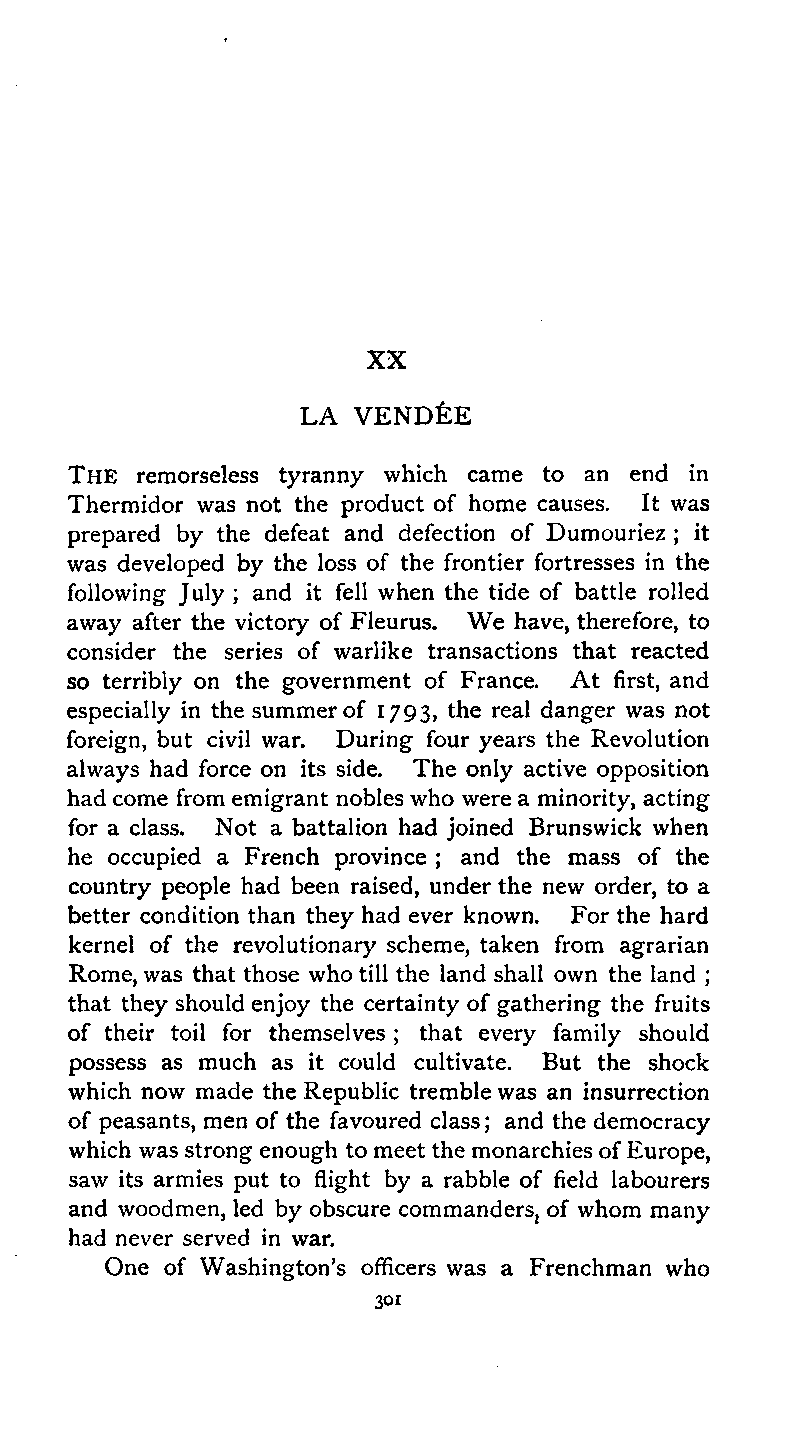 XX
LA VENDÉE
THE remorseless tyranny which came to an end in
Thermidor was not the product of home causes. It was
prepared by the defeat and defection of Dumouriez ; it
was developed by the loss of the frontier fortresses in the
following July ; and it fell when the tide of battle rolled
away after the victory of Fleurus. We have, therefore, to
consider the series of warlike transactions that reacted
so terribly on the government of France. At first, and
especially in the summer of 1793, the real danger was not
foreign, but civil war. During four years the Revolution
always had force on its side. The only active opposition
had come from emigrant nobles who were a minority, acting
for a class. Not a battalion had joined Brunswick when
he occupied a French province ; and the mass of the
country people had been raised, under the new order, to a
better condition than they had ever known. For the hard
kernel of the revolutionary scheme, taken from agrarian
Rome, was that those who till the land shall own the land ;
that they should enjoy the certainty of gathering the fruits
of their toil for themselves ; that every family should
possess as much as it could cultivate. But the shock
which now made the Republic tremble was an insurrection
of peasants, men of the favoured class; and the democracy
which was strong enough to meet the monarchies of Europe,
saw its armies put to flight by a rabble of field labourers
and woodmen, led by obscure commanders, of whom many
had never served in war.
One of Washington's officers was a Frenchman who
301